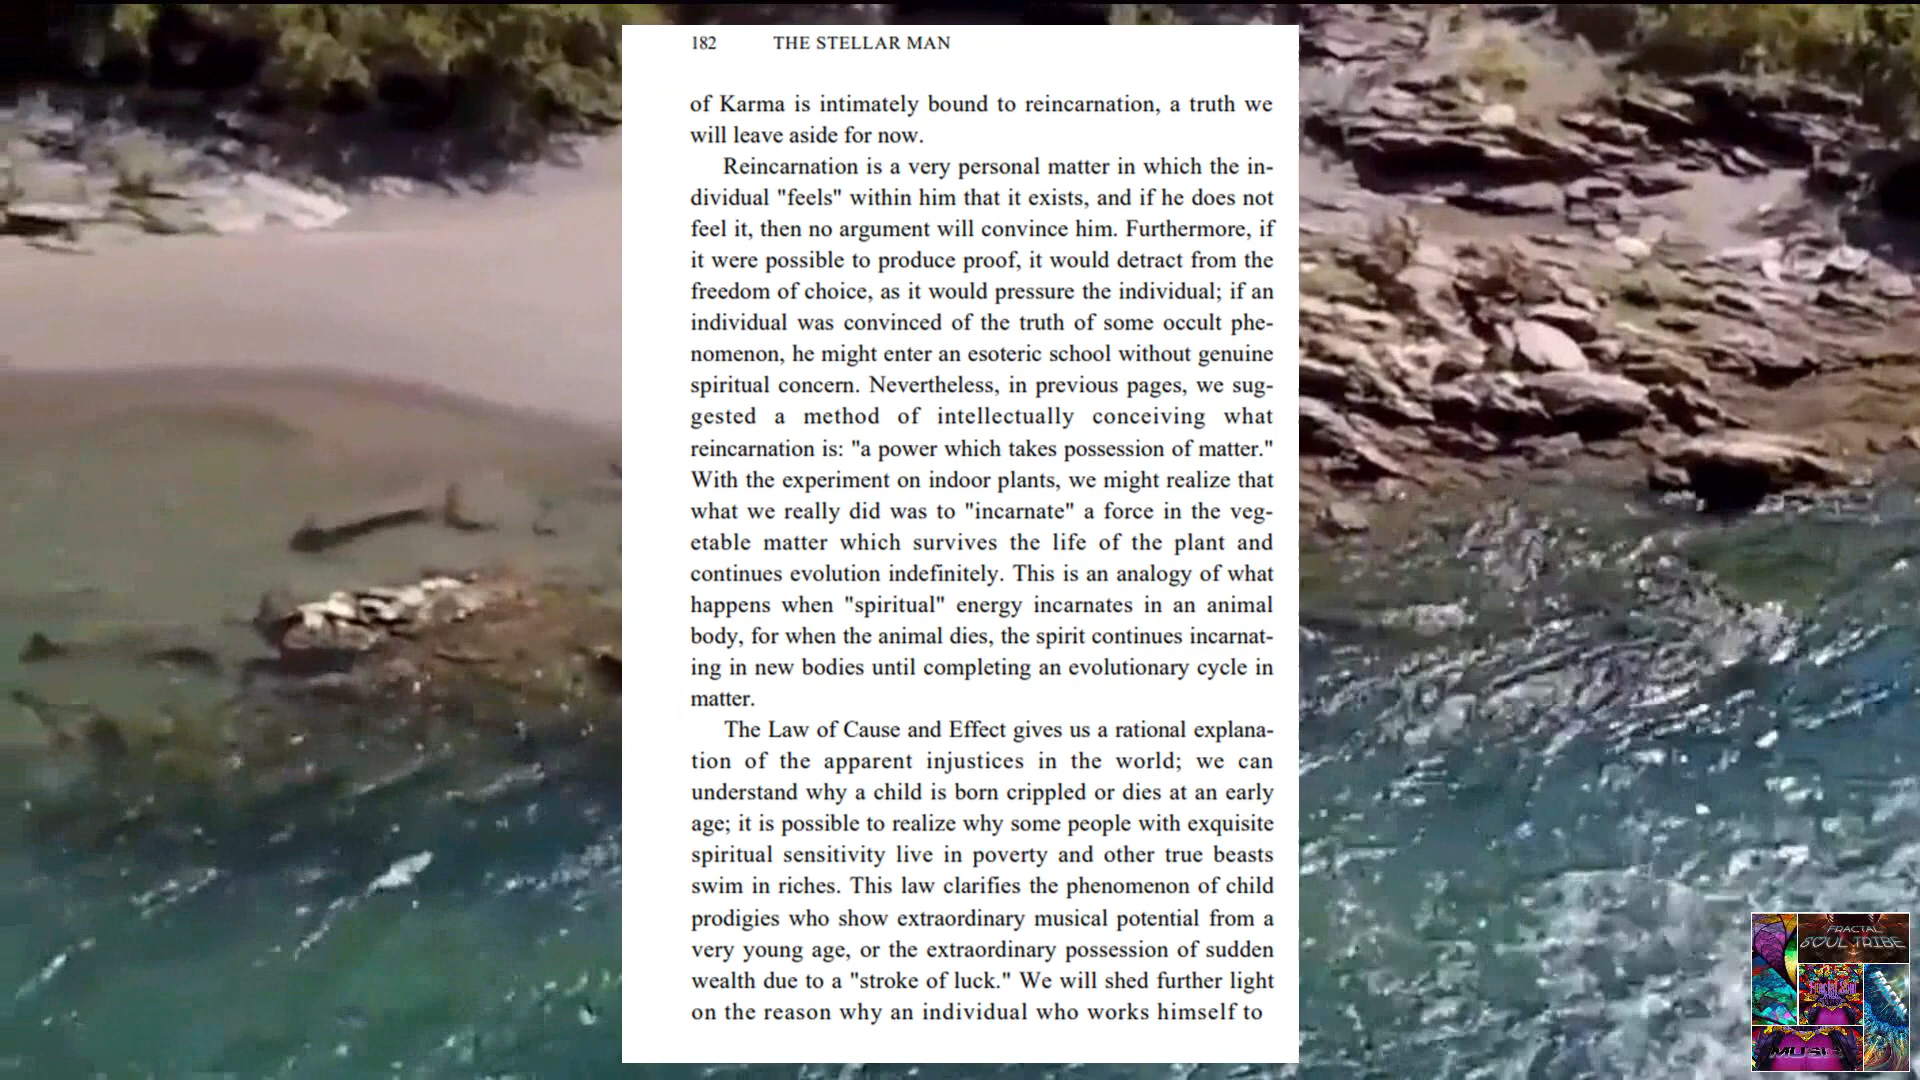 182 THE STELLAR MAN
of Karma is intimately bound to reincarnation, a truth we
will leave aside for now.
Reincarnation is a very personal matter in which the in-
dividual "feels" within him that it exists, and if he does not
feel it, then no argument will convince him. Furthermore, if
it were possible to produce proof, it would detract from the
freedom of choice, as it would pressure the individual; if an
individual was convinced of the truth of some occult phe-
nomenon, he might enter an esoteric school without genuine
spiritual concern. Nevertheless, in previous pages, we sug-
gested a method of intellectually conceiving what
reincarnation is: "a power which takes possession of matter."
With the experiment on indoor plants, we might realize that
what we really did was to "incarnate" a force in the veg-
etable matter which survives the life of the plant and
continues evolution indefinitely. This is an analogy of what
happens when "spiritual" energy incarnates in an animal
body, for when the animal dies, the spirit continues incarnat-
ing in new bodies until completing an evolutionary cycle in
matter.
The Law of Cause and Effect gives us a rational explana-
tion of the apparent injustices in the world; we can
understand why a child is born crippled or dies at an early
age; it is possible to realize why some people with exquisite
spiritual sensitivity live in poverty and other true beasts
swim in riches. This law clarifies the phenomenon of child
prodigies who show extraordinary musical potential from a
very young age, or the extraordinary possession of sudden
wealth due to a "stroke of luck." We will shed further light
on the reason why an individual who works himself to
FRACTAL
SOUL TRIBE
Fractal Soul
MUSIC